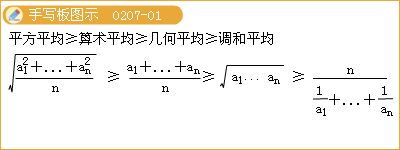 手写板图示 0207-01
平方平均≥算术平均≥几何平均≥调和平均
√((a₁²+...+aₙ²)/n) ≥ (a₁+...+aₙ)/n ≥ √(a₁... aₙ) ≥ n/(1/a₁+...+1/aₙ)